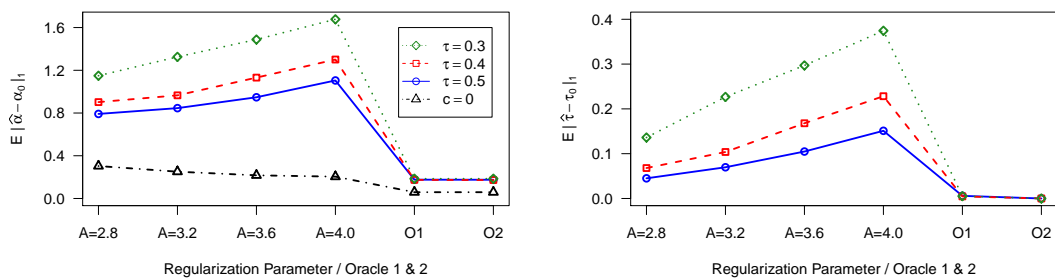 E | α̂ − α₀ |₁
1.6
1.2
0.8
0.4
0.0
τ = 0.3
τ = 0.4
τ = 0.5
c = 0
A=2.8 A=3.2 A=3.6 A=4.0 O1 O2
Regularization Parameter / Oracle 1 & 2
E | τ̂ − τ₀ |₁
0.4
0.3
0.2
0.1
0.0
A=2.8 A=3.2 A=3.6 A=4.0 O1 O2
Regularization Parameter / Oracle 1 & 2